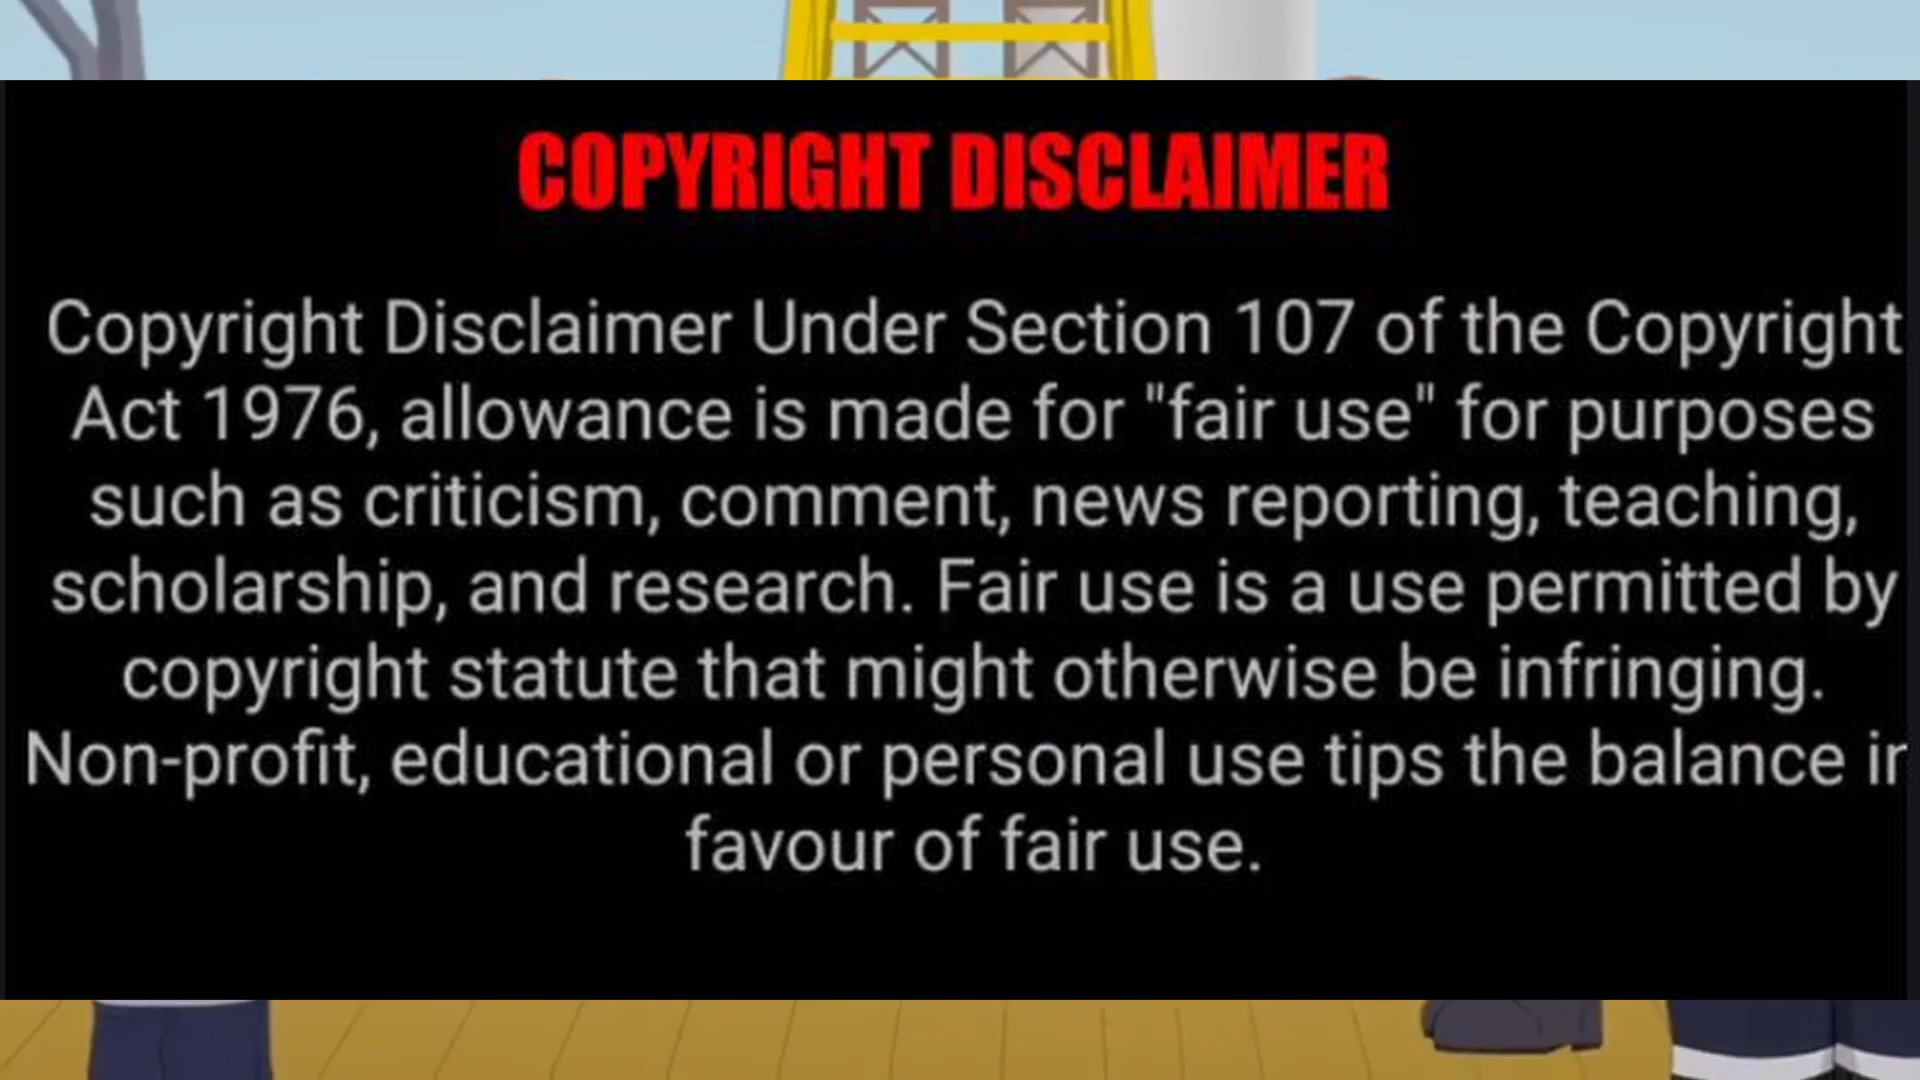 COPYRIGHT DISCLAIMER
Copyright Disclaimer Under Section 107 of the Copyright
Act 1976, allowance is made for "fair use" for purposes
such as criticism, comment, news reporting, teaching,
scholarship, and research. Fair use is a use permitted by
copyright statute that might otherwise be infringing.
Non-profit, educational or personal use tips the balance in
favour of fair use.